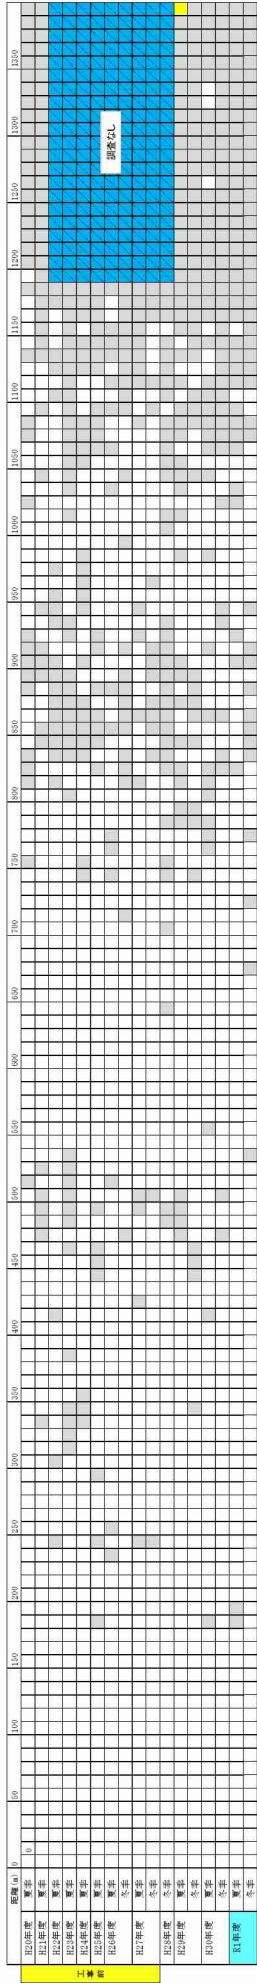 距離(m) 0 50 100 150 200 250 300 350 400 450 500 550 600 650 700 750 800 850 900 950 1000 1050 1100 1150 1200 1250 1300 1350
工事前
H20年度 夏季 0
H21年度 夏季
H22年度 夏季
H23年度 夏季
H24年度 夏季
H25年度 夏季
H26年度 夏季
冬季
H27年度 夏季
冬季
H28年度 冬季
H29年度 夏季
冬季
H30年度 夏季
冬季
R1年度 夏季
冬季
調査なし